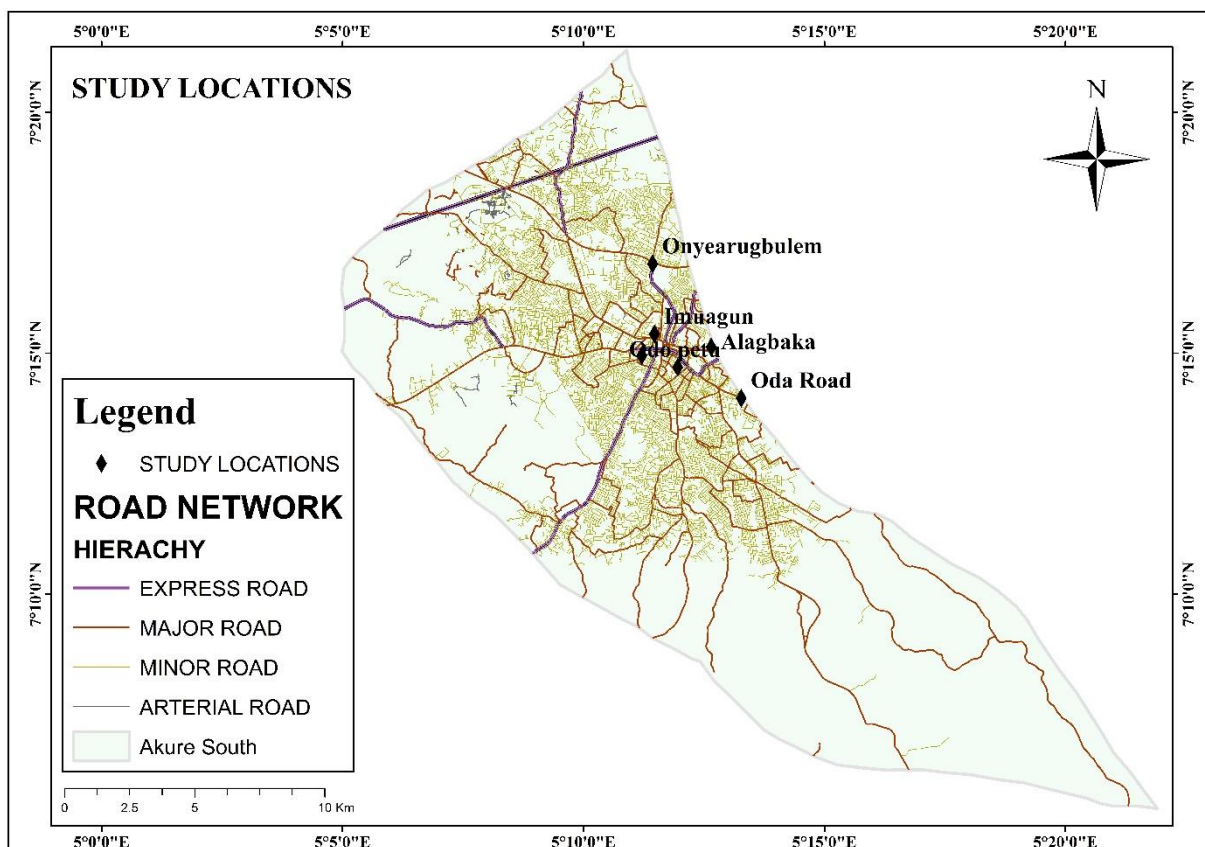 5°0'0"E 5°5'0"E 5°10'0"E 5°15'0"E 5°20'0"E
STUDY LOCATIONS
N
7°20'0"N 7°20'0"N
Onyearugbulem
Imuagun
Alagbaka
Odo petu
7°15'0"N 7°15'0"N
Oda Road
Legend
STUDY LOCATIONS
ROAD NETWORK
HIERACHY
EXPRESS ROAD
MAJOR ROAD
MINOR ROAD
ARTERIAL ROAD
Akure South
7°10'0"N 7°10'0"N
0 2.5 5 10 Km
5°0'0"E 5°5'0"E 5°10'0"E 5°15'0"E 5°20'0"E